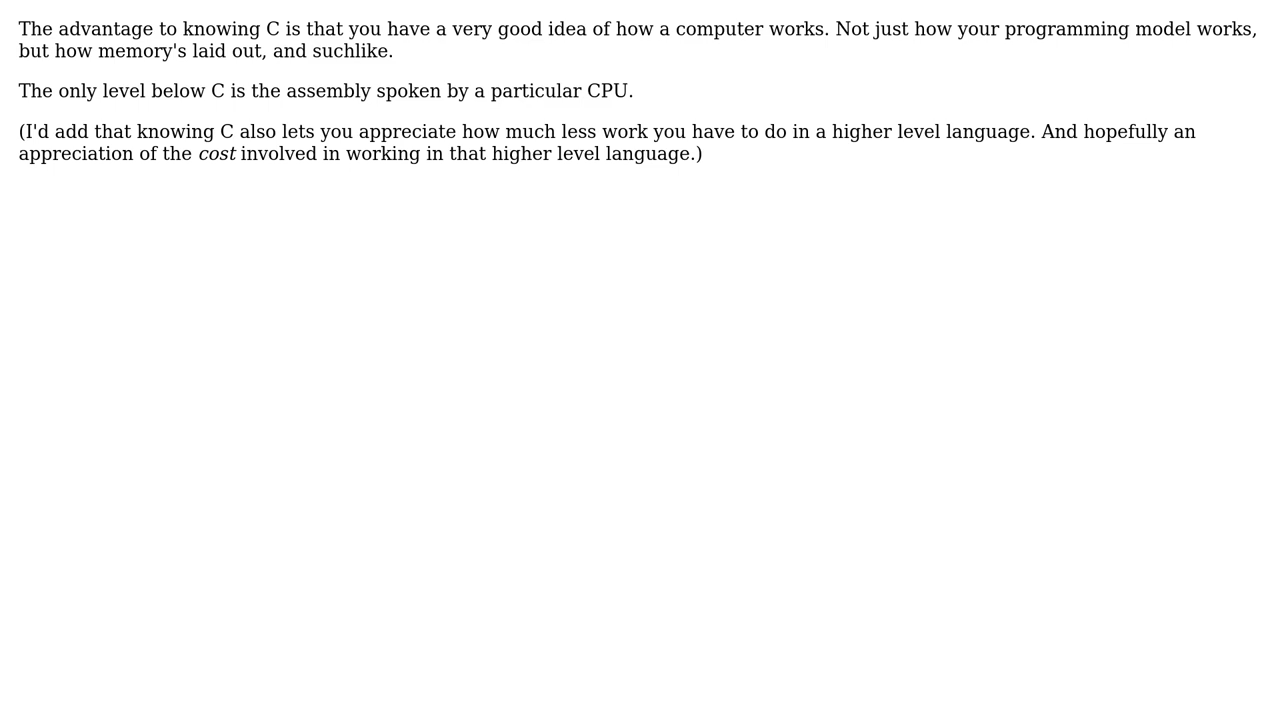 The advantage to knowing C is that you have a very good idea of how a computer works. Not just how your programming model works,
but how memory's laid out, and suchlike.
The only level below C is the assembly spoken by a particular CPU.
(I'd add that knowing C also lets you appreciate how much less work you have to do in a higher level language. And hopefully an
appreciation of the cost involved in working in that higher level language.)